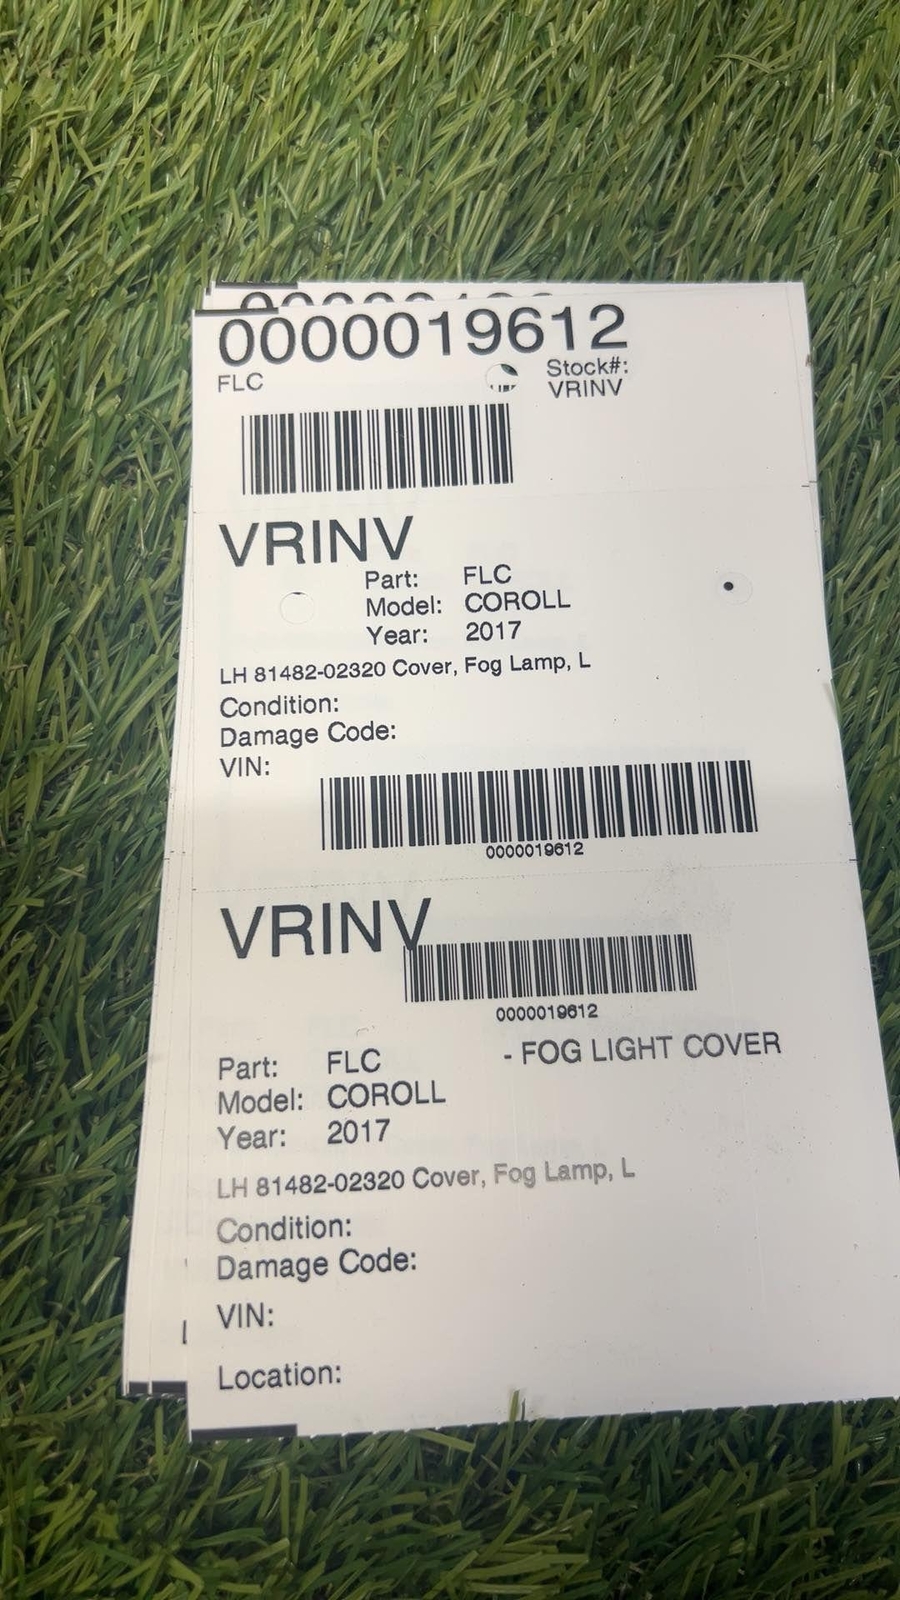 0000019612
FLC
Stock#:
VRINV
VRINV
Part: FLC
Model: COROLL
Year: 2017
LH 81482-02320 Cover, Fog Lamp, L
Condition:
Damage Code:
VIN:
0000019612
VRINV
0000019612
Part: FLC - FOG LIGHT COVER
Model: COROLL
Year: 2017
LH 81482-02320 Cover, Fog Lamp, L
Condition:
Damage Code:
VIN:
Location: